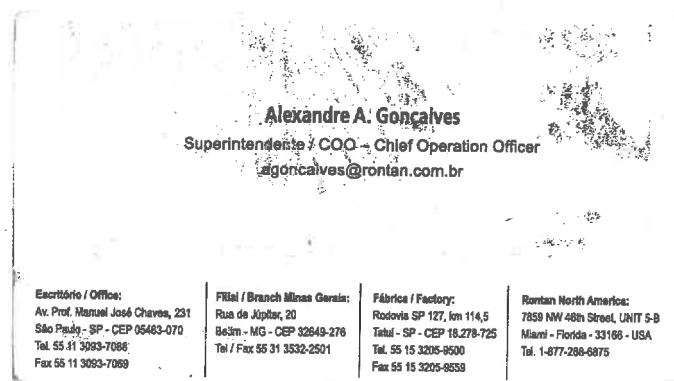 Alexandre A. Gonçalves
Superintendente / COO – Chief Operation Officer
agoncalves@rontan.com.br
Escritório / Office:
Av. Prof. Manuel José Chaves, 231
São Paulo - SP - CEP 05463-070
Tel. 55 11 3093-7088
Fax 55 11 3093-7069
Filial / Branch Minas Gerais:
Rua de Júpiter, 20
Betim - MG - CEP 32649-276
Tel / Fax 55 31 3532-2501
Fábrica / Factory:
Rodovia SP 127, km 114,5
Tatuí - SP - CEP 18.278-725
Tel. 55 15 3205-9500
Fax 55 15 3205-9559
Rontan North America:
7859 NW 46th Street, UNIT 5-B
Miami - Florida - 33166 - USA
Tel. 1-877-288-6875